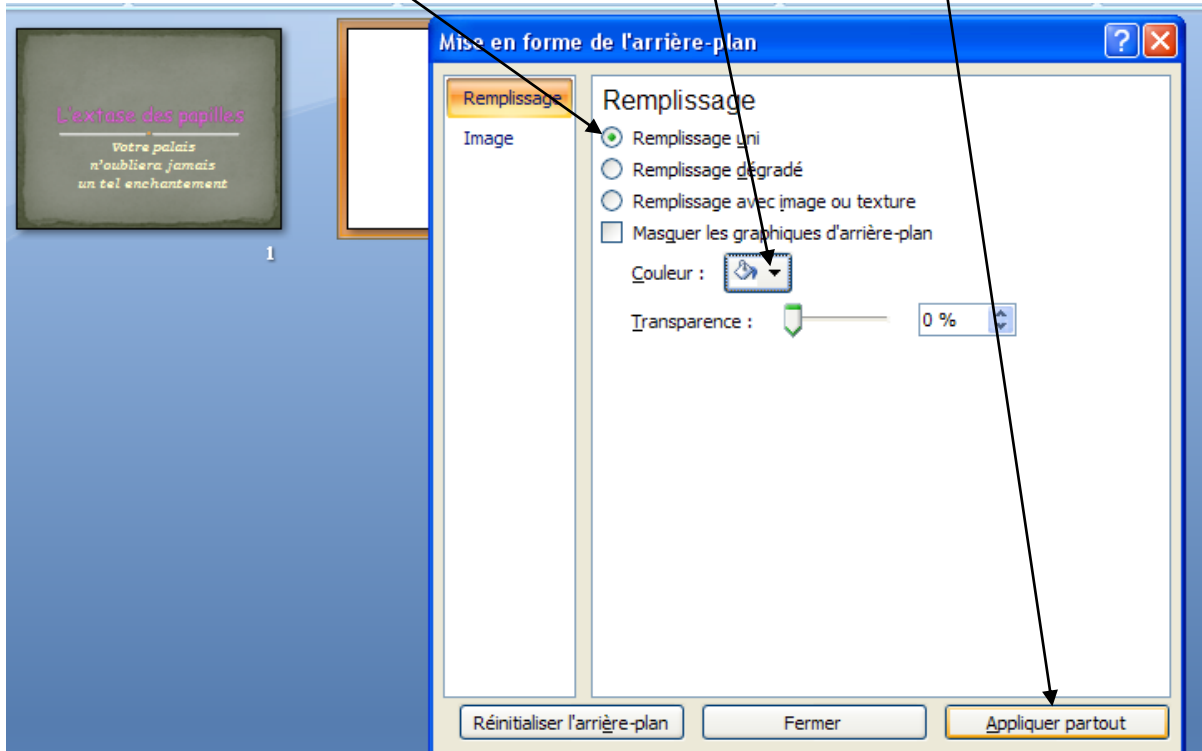 L'extase des papilles
Votre palais
n'oubliera jamais
un tel enchantement
1
Mise en forme de l'arrière-plan
Remplissage
Image
Remplissage
Remplissage uni
Remplissage dégradé
Remplissage avec image ou texture
Masquer les graphiques d'arrière-plan
Couleur :
Transparence :
0 %
Réinitialiser l'arrière-plan
Fermer
Appliquer partout